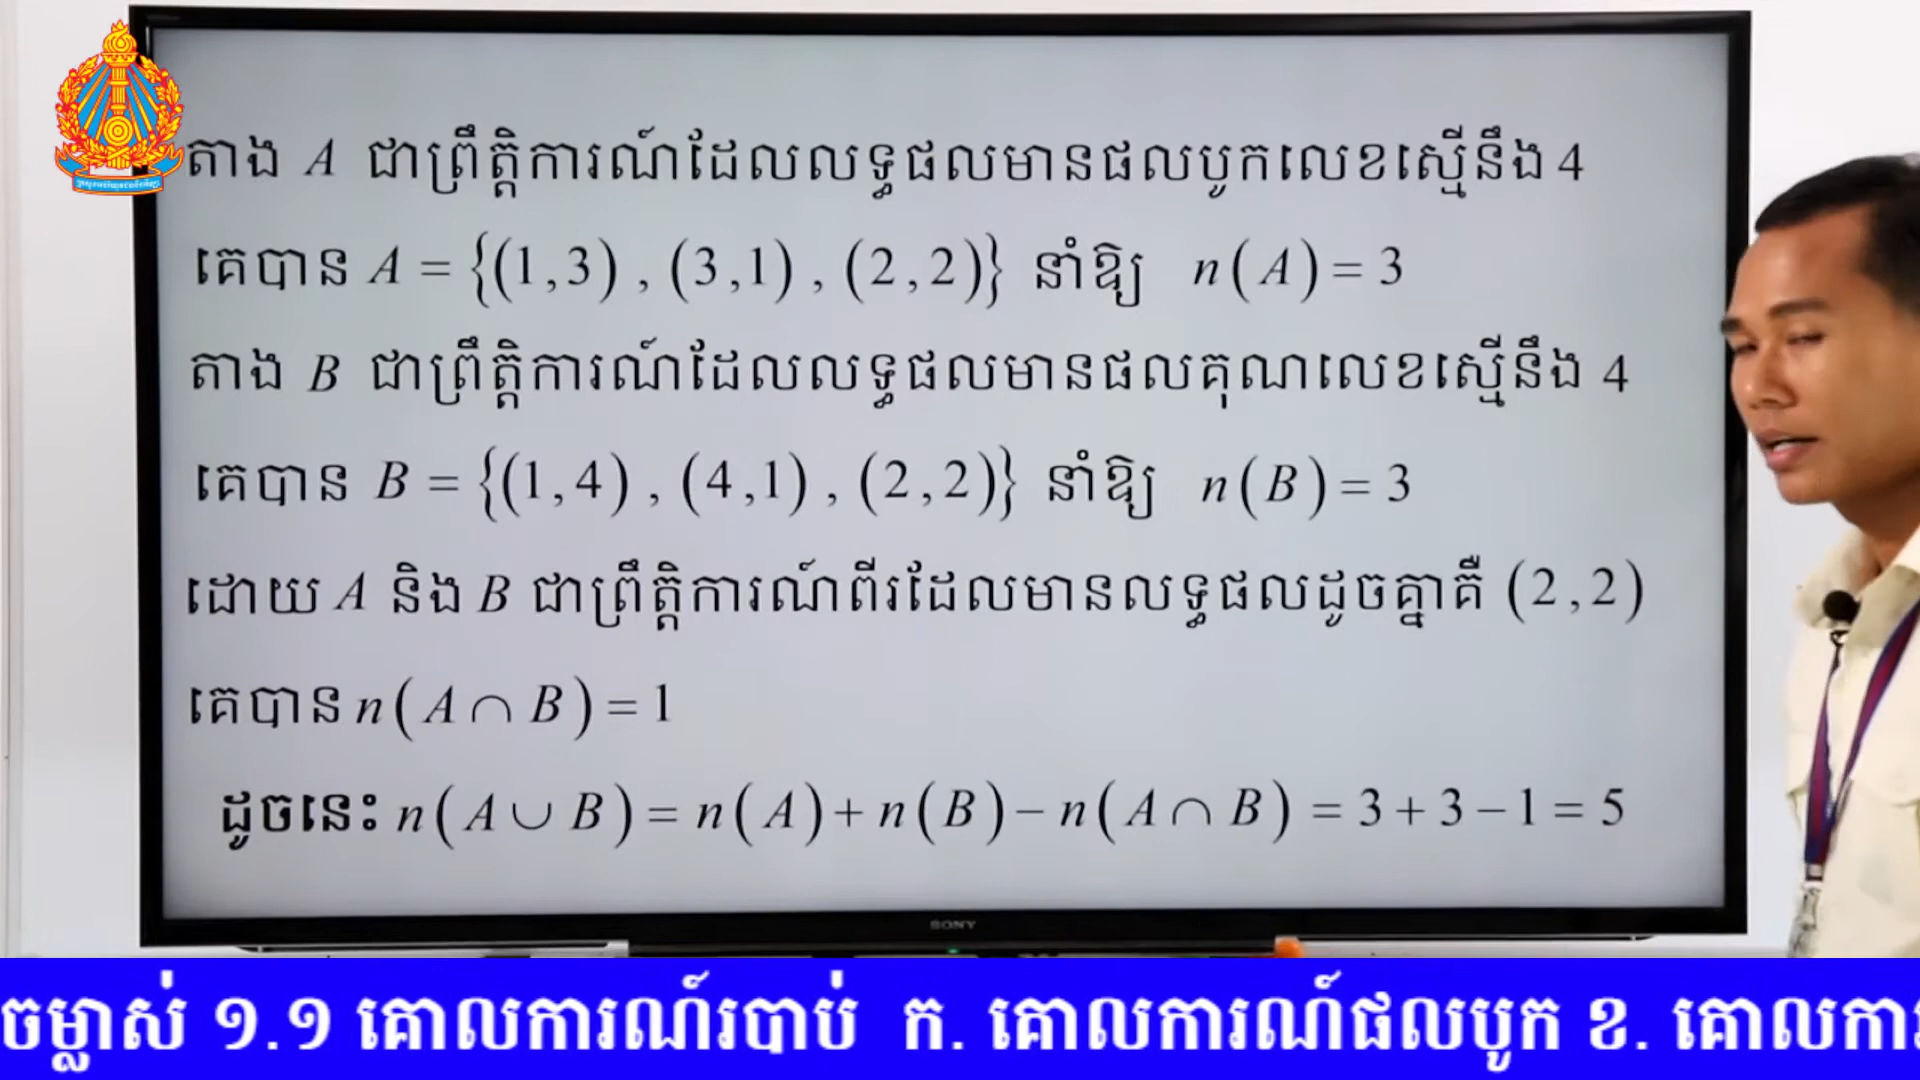 តាង A ជាព្រឹត្តិការណ៍ដែលលទ្ធផលមានផលបូកលេខស្មើនឹង 4
គេបាន A = {(1,3) , (3,1) , (2,2)} នាំឱ្យ n(A) = 3
តាង B ជាព្រឹត្តិការណ៍ដែលលទ្ធផលមានផលគុណលេខស្មើនឹង 4
គេបាន B = {(1,4) , (4,1) , (2,2)} នាំឱ្យ n(B) = 3
ដោយ A និង B ជាព្រឹត្តិការណ៍ពីរដែលមានលទ្ធផលដូចគ្នាគឺ (2,2)
គេបាន n(A ∩ B) = 1
ដូចនេះ n(A ∪ B) = n(A) + n(B) − n(A ∩ B) = 3 + 3 − 1 = 5
SONY
ចម្លាស់ ១.១ គោលការណ៍របាប់ ក. គោលការណ៍ផលបូក ខ. គោលការ